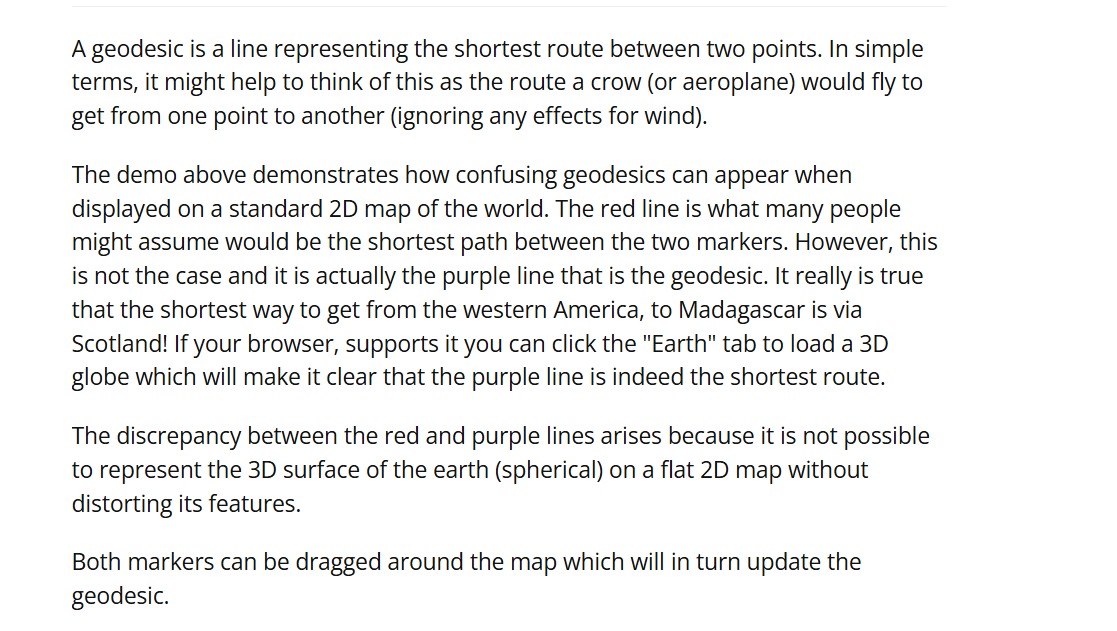 A geodesic is a line representing the shortest route between two points. In simple
terms, it might help to think of this as the route a crow (or aeroplane) would fly to
get from one point to another (ignoring any effects for wind).
The demo above demonstrates how confusing geodesics can appear when
displayed on a standard 2D map of the world. The red line is what many people
might assume would be the shortest path between the two markers. However, this
is not the case and it is actually the purple line that is the geodesic. It really is true
that the shortest way to get from the western America, to Madagascar is via
Scotland! If your browser, supports it you can click the "Earth" tab to load a 3D
globe which will make it clear that the purple line is indeed the shortest route.
The discrepancy between the red and purple lines arises because it is not possible
to represent the 3D surface of the earth (spherical) on a flat 2D map without
distorting its features.
Both markers can be dragged around the map which will in turn update the
geodesic.